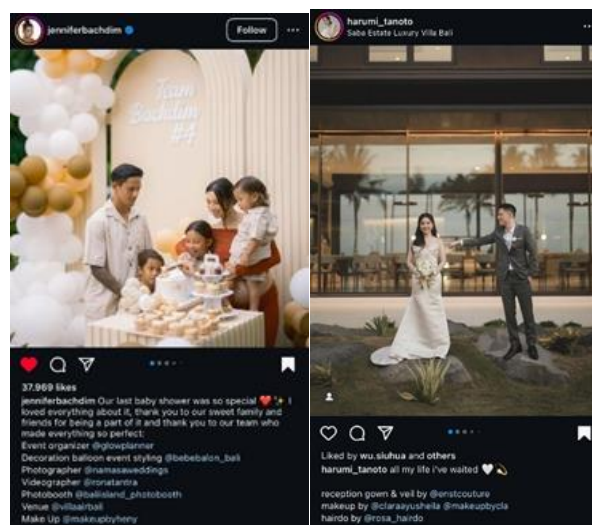 jenniferbachdim
Follow
Team
Bachdim
#4
37.969 likes
jenniferbachdim Our last baby shower was so special ❤️✨ I
loved everything about it, thank you to our sweet family and
friends for being a part of it and thank you to our team who
made everything so perfect:
Event organizer @glowplanner
Decoration balloon event styling @bebebalon_bali
Photographer @namasaweddings
Videographer @ronatantra
Photobooth @baliisland_photobooth
Venue @villaairbali
Make Up @makeupbyheny
harumi_tanoto
Saba Estate Luxury Villa Bali
Liked by wu.siuhua and others
harumi_tanoto all my life i've waited 🤍💫
reception gown & veil by @enstcouture
makeup by @claraayushella @makeupbycla
hairdo by @rosa_hairdo